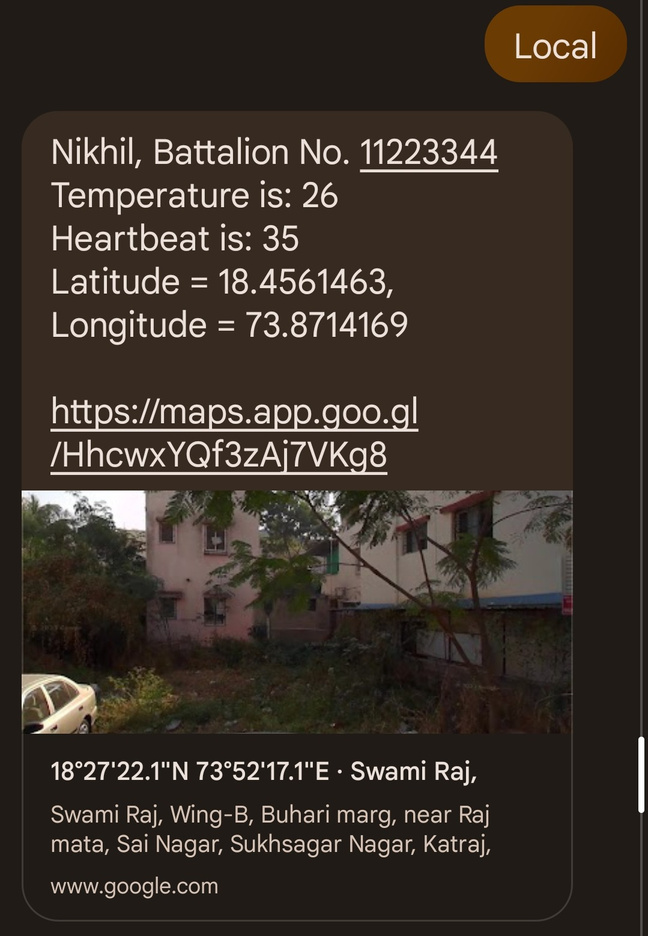 Local
Nikhil, Battalion No. 11223344
Temperature is: 26
Heartbeat is: 35
Latitude = 18.4561463,
Longitude = 73.8714169
https://maps.app.goo.gl
/HhcwxYQf3zAj7VKg8
18°27'22.1"N 73°52'17.1"E · Swami Raj,
Swami Raj, Wing-B, Buhari marg, near Raj
mata, Sai Nagar, Sukhsagar Nagar, Katraj,
www.google.com